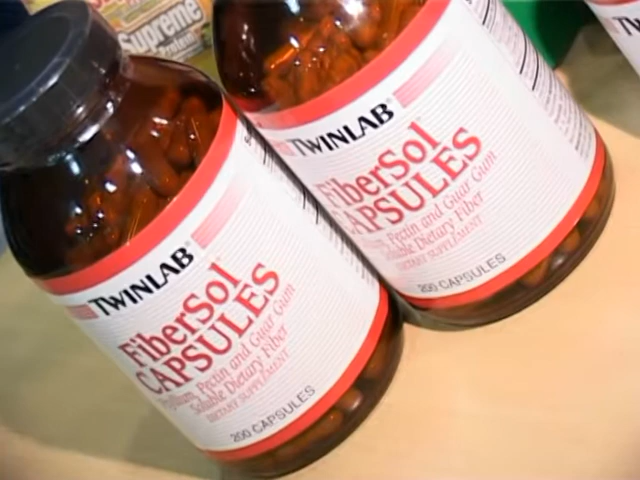 Supreme
TWINLAB®
FiberSol
CAPSULES
Psyllium, Pectin and Guar Gum
Soluble Dietary Fiber
DIETARY SUPPLEMENT
200 CAPSULES
TWINLAB®
FiberSol
CAPSULES
Pectin and Guar Gum
Soluble Dietary Fiber
DIETARY SUPPLEMENT
200 CAPSULES